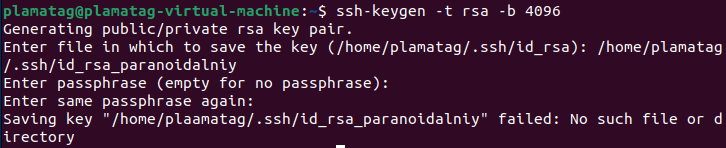 plamatag@plamatag-virtual-machine:~$ ssh-keygen -t rsa -b 4096
Generating public/private rsa key pair.
Enter file in which to save the key (/home/plamatag/.ssh/id_rsa): /home/plamatag
/.ssh/id_rsa_paranoidalniy
Enter passphrase (empty for no passphrase):
Enter same passphrase again:
Saving key "/home/plaamatag/.ssh/id_rsa_paranoidalniy" failed: No such file or d
irectory